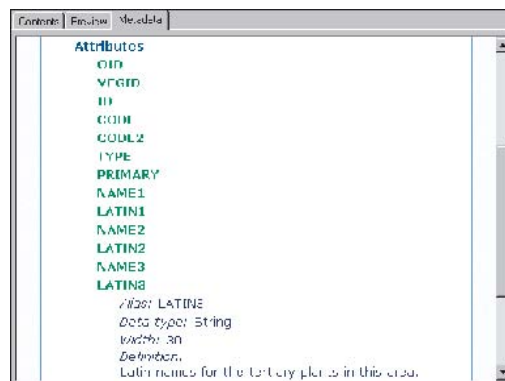 Contents Preview Metadata
Attributes
OID
VEGID
ID
CODE
CODE2
TYPE
PRIMARY
NAME1
LATIN1
NAME2
LATIN2
NAME3
LATIN3
Alias: LATIN3
Data type: String
Width: 30
Definition:
Latin names for the tertiary plants in this area.